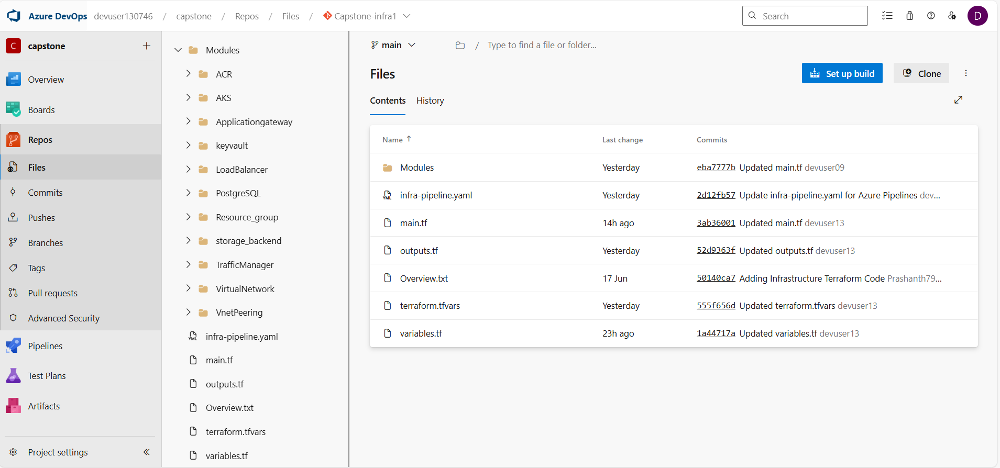 Azure DevOps devuser130746 / capstone / Repos / Files / Capstone-infra1
Search
D
C capstone
Overview
Boards
Repos
Files
Commits
Pushes
Branches
Tags
Pull requests
Advanced Security
Pipelines
Test Plans
Artifacts
Project settings
Modules
ACR
AKS
Applicationgateway
keyvault
LoadBalancer
PostgreSQL
Resource_group
storage_backend
TrafficManager
VirtualNetwork
VnetPeering
YML infra-pipeline.yaml
main.tf
outputs.tf
Overview.txt
terraform.tfvars
variables.tf
main / Type to find a file or folder...
Files
Set up build
Clone
Contents History
Name Last change Commits
Modules Yesterday eba7777b Updated main.tf devuser09
YML infra-pipeline.yaml Yesterday 2d12fb57 Update infra-pipeline.yaml for Azure Pipelines dev...
main.tf 14h ago 3ab36001 Updated main.tf devuser13
outputs.tf Yesterday 52d9363f Updated outputs.tf devuser13
Overview.txt 17 Jun 50140ca7 Adding Infrastructure Terraform Code Prashanth79...
terraform.tfvars Yesterday 555f656d Updated terraform.tfvars devuser13
variables.tf 23h ago 1a44717a Updated variables.tf devuser13